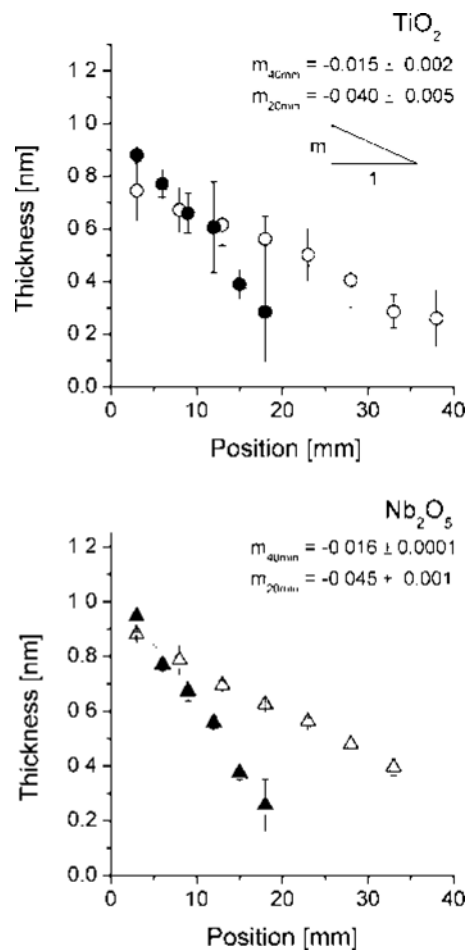 TiO2
m40mm = -0.015 ± 0.002
m20mm = -0 040 ± 0.005
m
1
Thickness [nm]
1 2
1 0
0 8
0 6
0 4
0 2
0 0
0 10 20 30 40
Position [mm]
Nb2O5
m40mm = -0 016 ± 0.0001
m20mm = -0 045 + 0.001
Thickness [nm]
1 2
1 0
0 8
0 6
0 4
0 2
0 0
0 10 20 30 40
Position [mm]